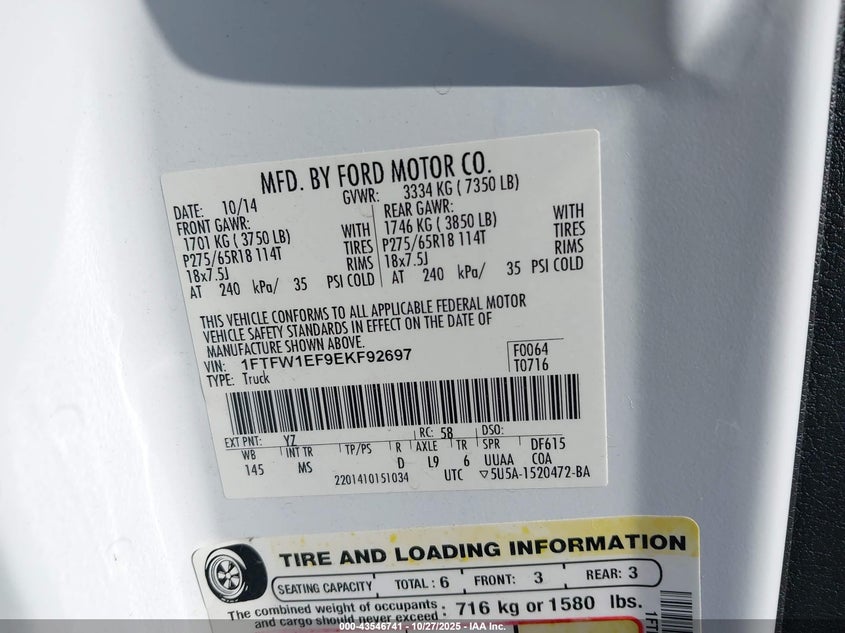 MFD. BY FORD MOTOR CO.
DATE: 10/14 GVWR: 3334 KG ( 7350 LB)
FRONT GAWR: REAR GAWR:
1701 KG ( 3750 LB) WITH 1746 KG ( 3850 LB) WITH
P275/65R18 114T TIRES P275/65R18 114T TIRES
18x7.5J RIMS 18x7.5J RIMS
AT 240 kPa/ 35 PSI COLD AT 240 kPa/ 35 PSI COLD
THIS VEHICLE CONFORMS TO ALL APPLICABLE FEDERAL MOTOR
VEHICLE SAFETY STANDARDS IN EFFECT ON THE DATE OF
MANUFACTURE SHOWN ABOVE.
VIN: 1FTFW1EF9EKF92697 F0064
TYPE: Truck T0716
EXT PNT: YZ RC: 58 DSO:
WB INT TR TP/PS R AXLE TR SPR DF615
145 MS D L9 6 UUAA COA
2201410151034 UTC ▽5U5A-1520472-BA
TIRE AND LOADING INFORMATION
SEATING CAPACITY TOTAL : 6 FRONT: 3 REAR: 3
The combined weight of occupants : 716 kg or 1580 lbs.
and cargo should never exceed
1FT
000-43546741 - 10/27/2025 - IAA Inc.